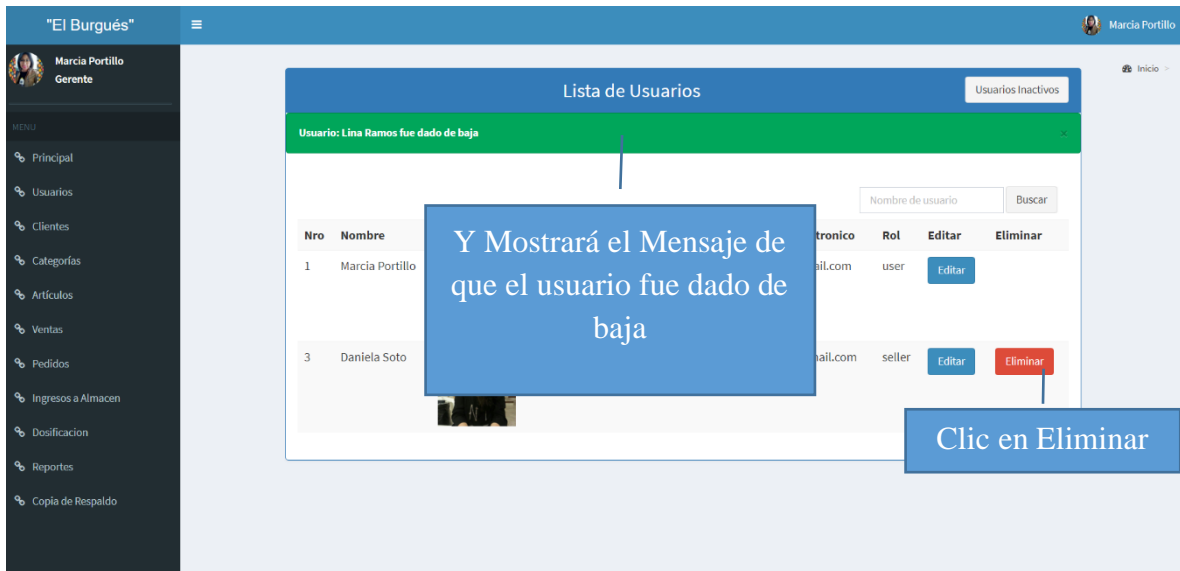 "El Burgués"
Marcia Portillo
Marcia Portillo
Gerente
Inicio >
MENU
Principal
Usuarios
Clientes
Categorías
Artículos
Ventas
Pedidos
Ingresos a Almacen
Dosificacion
Reportes
Copia de Respaldo
Lista de Usuarios
Usuarios Inactivos
Usuario: Lina Ramos fue dado de baja ×
Nombre de usuario Buscar
Nro Nombre tronico Rol Editar Eliminar
1 Marcia Portillo ail.com user Editar
3 Daniela Soto ail.com seller Editar Eliminar
Y Mostrará el Mensaje de
que el usuario fue dado de
baja
Clic en Eliminar